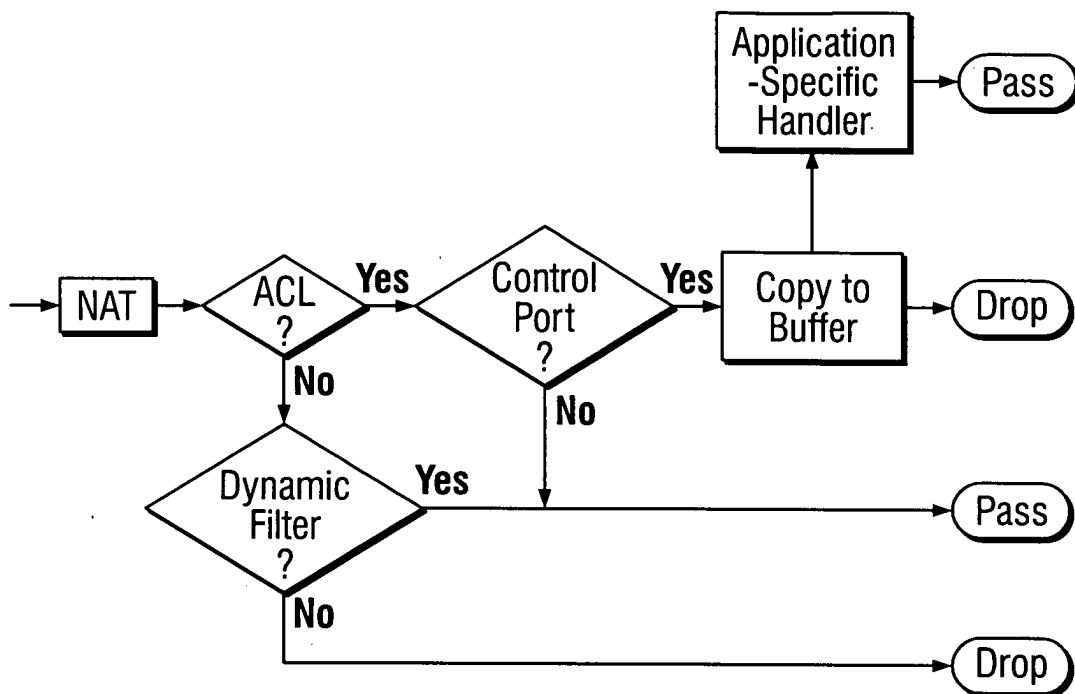 Application
-Specific
Handler
Pass
NAT
ACL
?
Yes
No
Control
Port
?
Yes
No
Copy to
Buffer
Drop
Dynamic
Filter
?
Yes
No
Pass
Drop